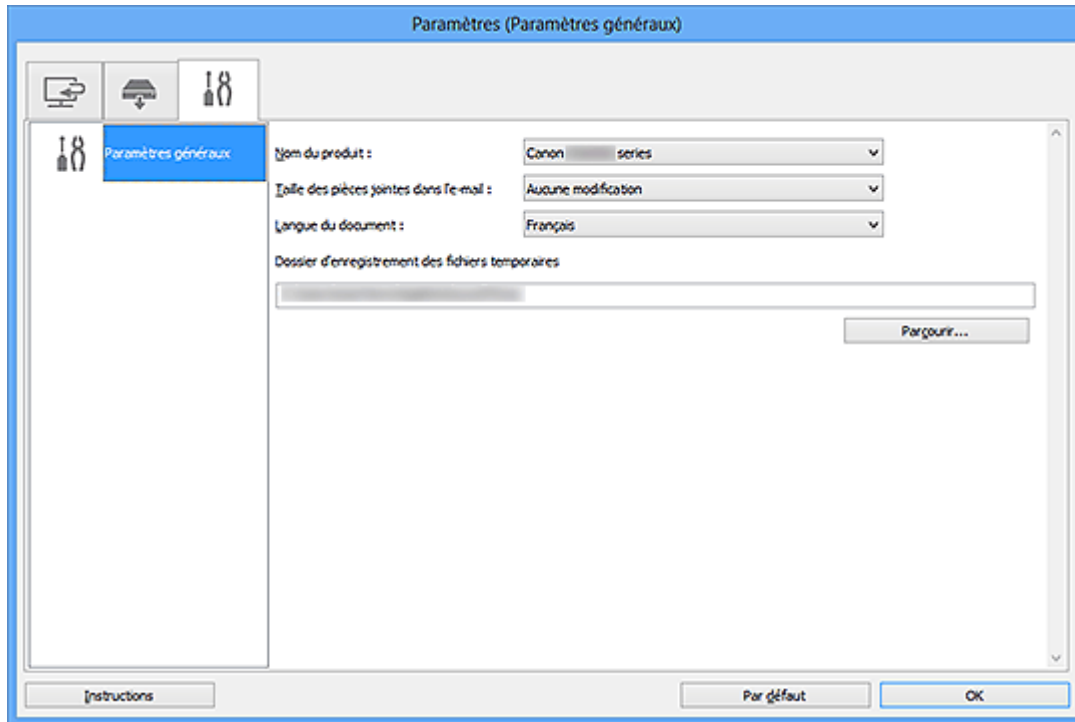 Paramètres (Paramètres généraux)
Paramètres généraux
Nom du produit :
Canon series
Taille des pièces jointes dans l'e-mail :
Aucune modification
Langue du document :
Français
Dossier d'enregistrement des fichiers temporaires
Parcourir...
Instructions
Par défaut
OK